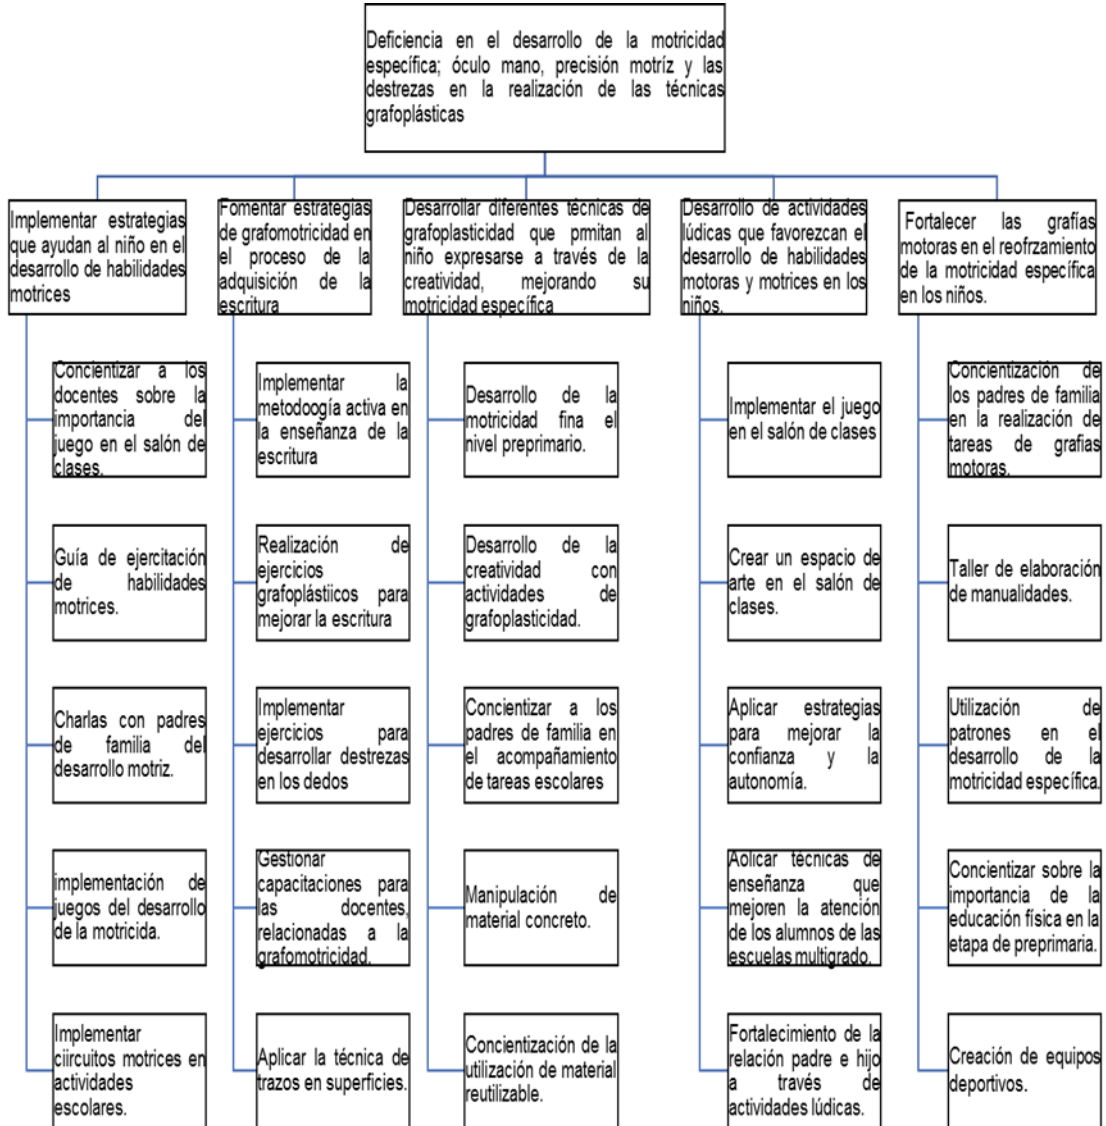 Deficiencia en el desarrollo de la motricidad
específica; óculo mano, precisión motríz y las
destrezas en la realización de las técnicas
grafoplásticas
Implementar estrategias
que ayudan al niño en el
desarrollo de habilidades
motrices
Concientizar a los
docentes sobre la
importancia del
juego en el salón de
clases.
Guía de ejercitación
de habilidades
motrices.
Charlas con padres
de familia del
desarrollo motriz.
implementación de
juegos del desarrollo
de la motricida.
Implementar
ciircuitos motrices en
actividades
escolares.
Fomentar estrategias
de grafomotricidad en
el proceso de la
adquisición de la
escritura
Implementar la
metodoogía activa en
la enseñanza de la
escritura
Realización de
ejercicios
grafoplástiicos para
mejorar la escritura
Implementar
ejercicios para
desarrollar destrezas
en los dedos
Gestionar
capacitaciones para
las docentes,
relacionadas a la
grafomotricidad.
Aplicar la técnica de
trazos en superficies.
Desarrollar diferentes técnicas de
grafoplasticidad que prmitan al
niño expresarse a través de la
creatividad, mejorando su
motricidad específica
Desarrollo de la
motricidad fina el
nivel preprimario.
Desarrollo de la
creatividad con
actividades de
grafoplasticidad.
Concientizar a los
padres de familia en
el acompañamiento
de tareas escolares
Manipulación de
material concreto.
Concientización de la
utilización de material
reutilizable.
Desarrollo de actividades
lúdicas que favorezcan el
desarrollo de habilidades
motoras y motrices en los
niños.
Implementar el juego
en el salón de clases
Crear un espacio de
arte en el salón de
clases.
Aplicar estrategias
para mejorar la
confianza y la
autonomía.
Aolicar técnicas de
enseñanza que
mejoren la atención
de los alumnos de las
escuelas multigrado.
Fortalecimiento de la
relación padre e hijo
a través de
actividades lúdicas.
Fortalecer las grafías
motoras en el reofrzamiento
de la motricidad específica
en los niños.
Concientización de
los padres de familia
en la realización de
tareas de grafias
motoras.
Taller de elaboración
de manualidades.
Utilización de
patrones en el
desarrollo de la
motricidad específica.
Concientizar sobre la
importancia de la
educación física en la
etapa de preprimaria.
Creación de equipos
deportivos.